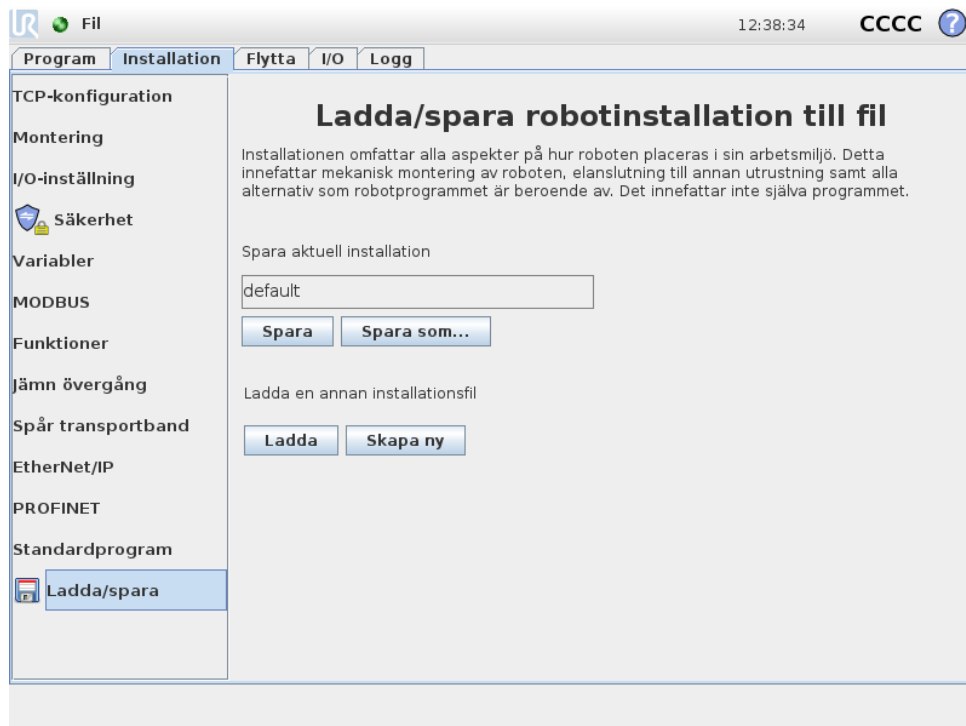 UR Fil 12:38:34 CCCC ?
Program Installation Flytta I/O Logg
TCP-konfiguration
Montering
I/O-inställning
Säkerhet
Variabler
MODBUS
Funktioner
Jämn övergång
Spår transportband
EtherNet/IP
PROFINET
Standardprogram
Ladda/spara
Ladda/spara robotinstallation till fil
Installationen omfattar alla aspekter på hur roboten placeras i sin arbetsmiljö. Detta
innefattar mekanisk montering av roboten, elanslutning till annan utrustning samt alla
alternativ som robotprogrammet är beroende av. Det innefattar inte själva programmet.
Spara aktuell installation
default
Spara Spara som...
Ladda en annan installationsfil
Ladda Skapa ny